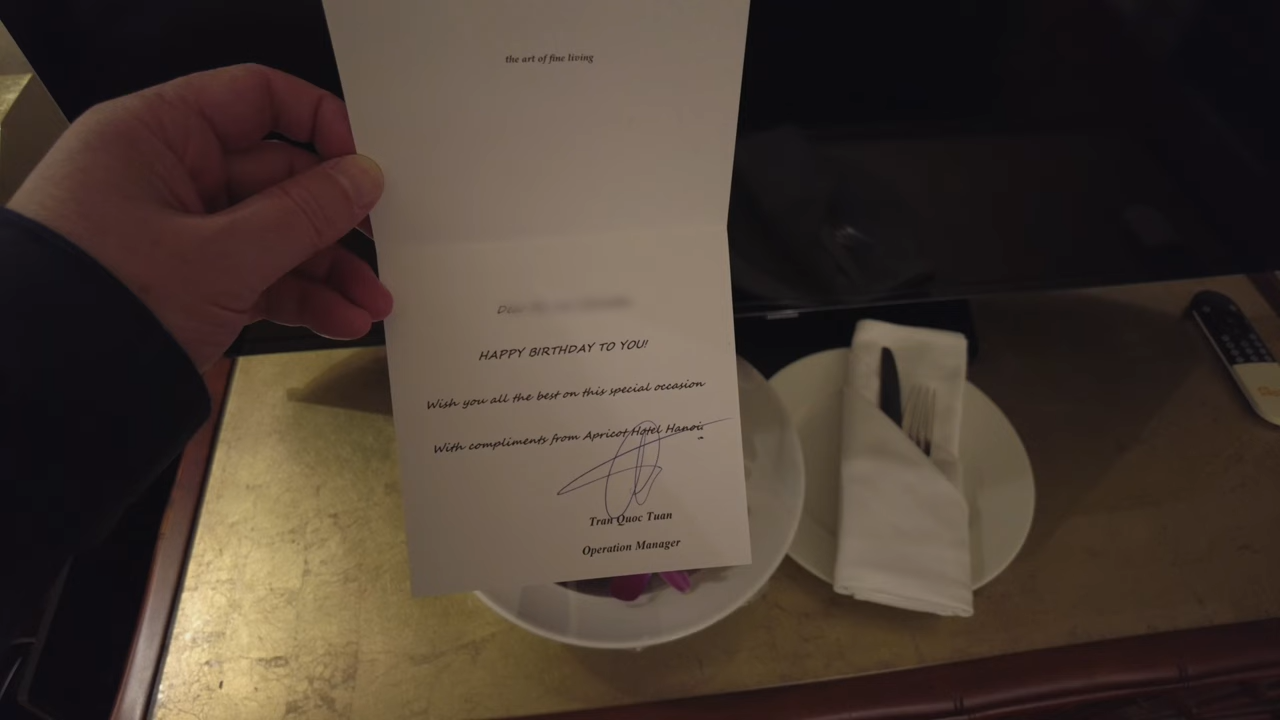 the art of fine living
HAPPY BIRTHDAY TO YOU!
Wish you all the best on this special occasion
With compliments from Apricot Hotel Hanoi
Tran Quoc Tuan
Operation Manager